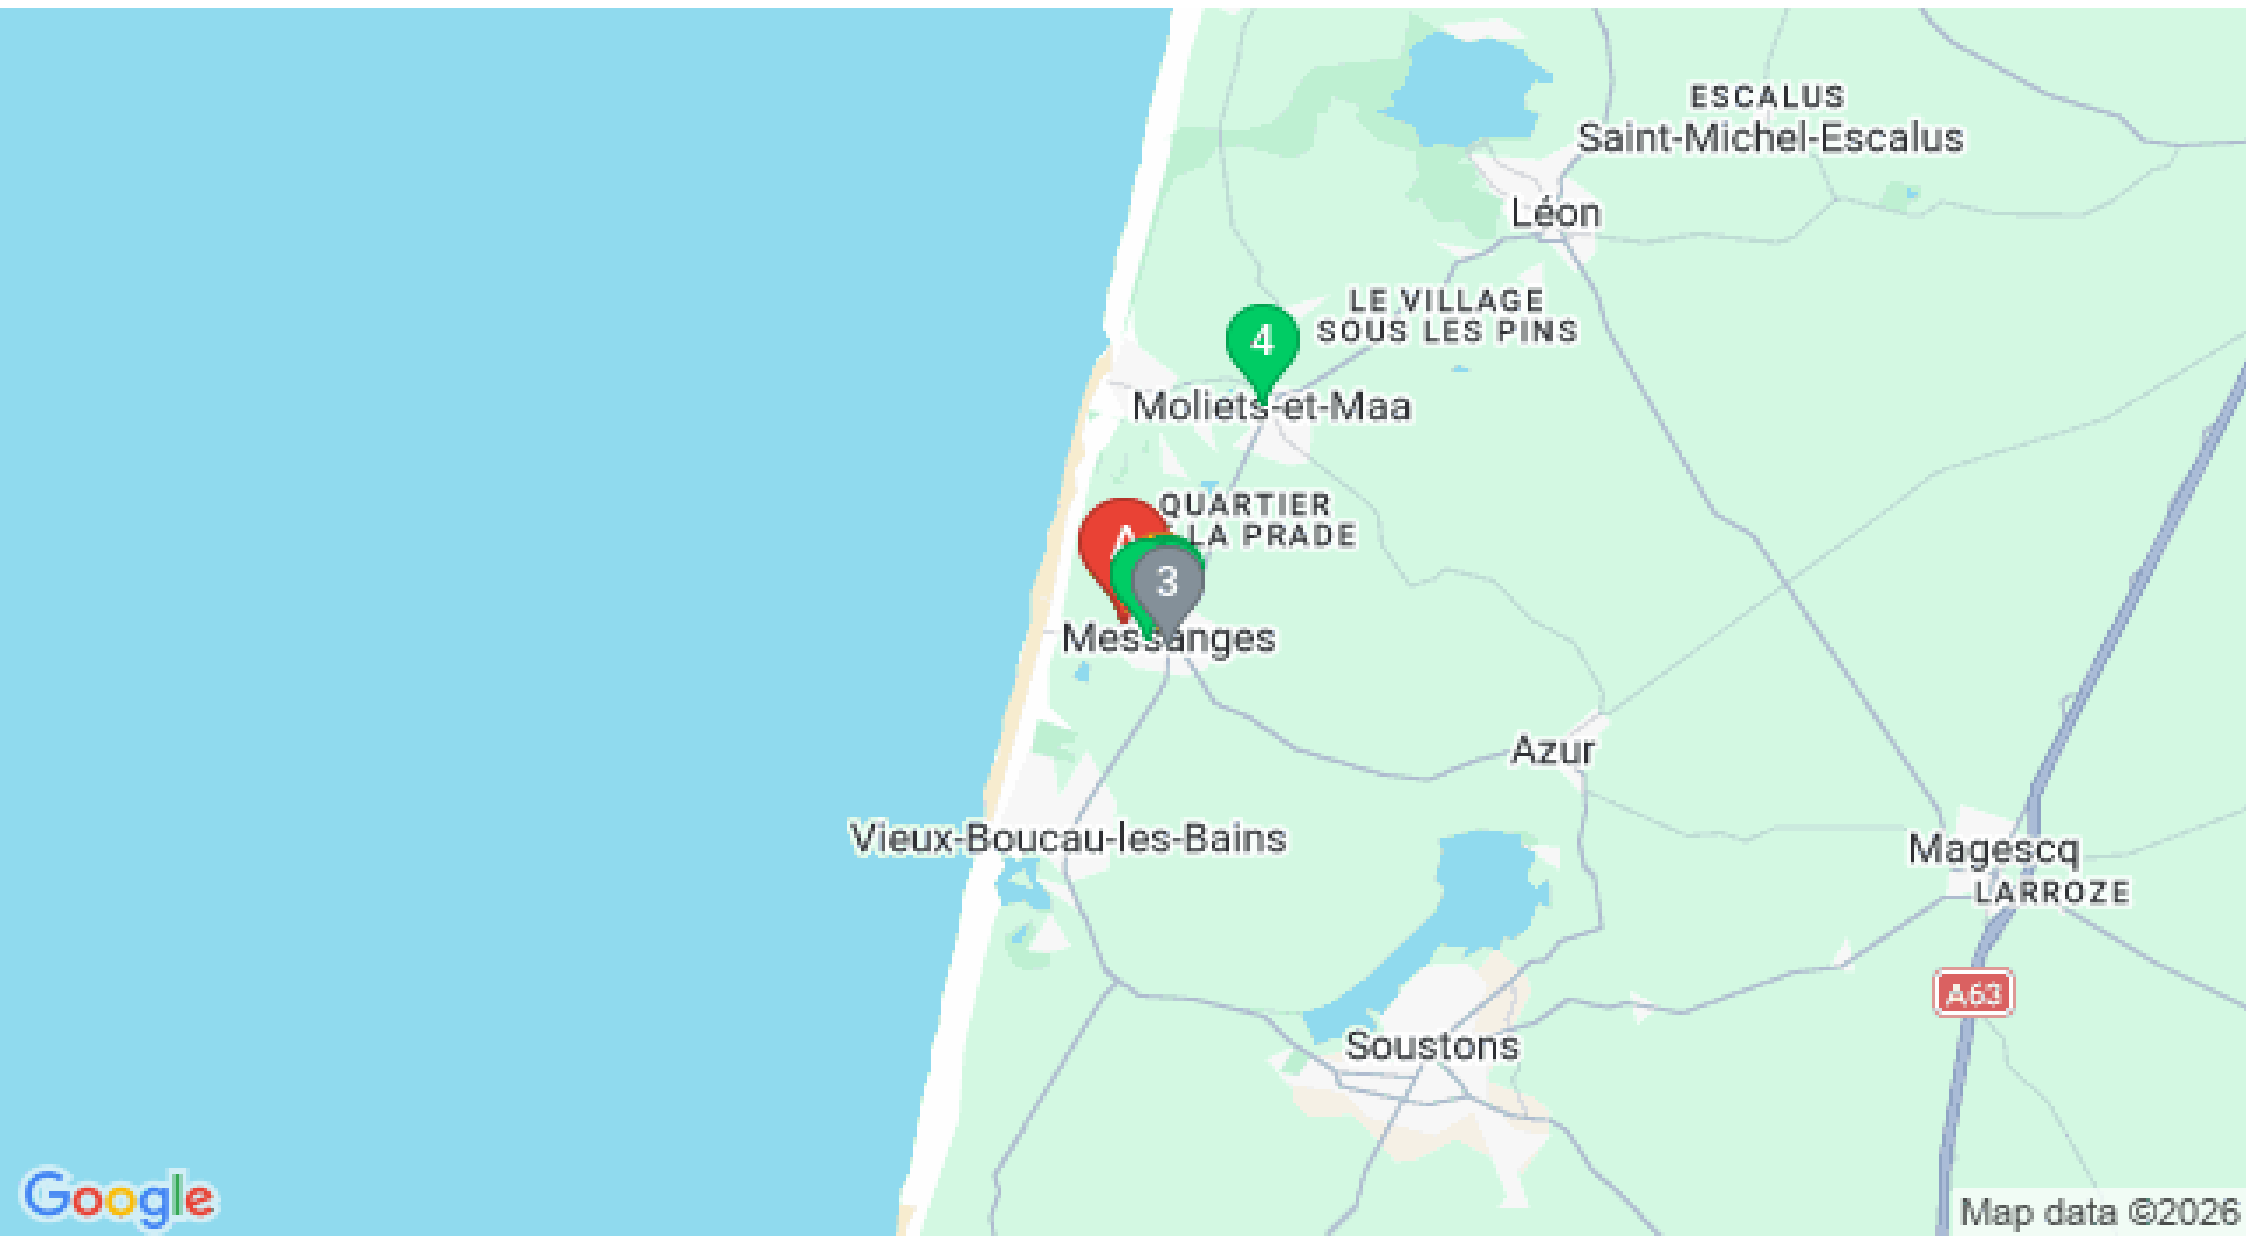 ESCALUS
Saint-Michel-Escalus
Léon
LE VILLAGE
SOUS LES PINS
4
Moliets-et-Maa
QUARTIER
LA PRADE
3
Messanges
Azur
Vieux-Boucau-les-Bains
Magescq
LARROZE
A63
Soustons
Google
Map data ©2026